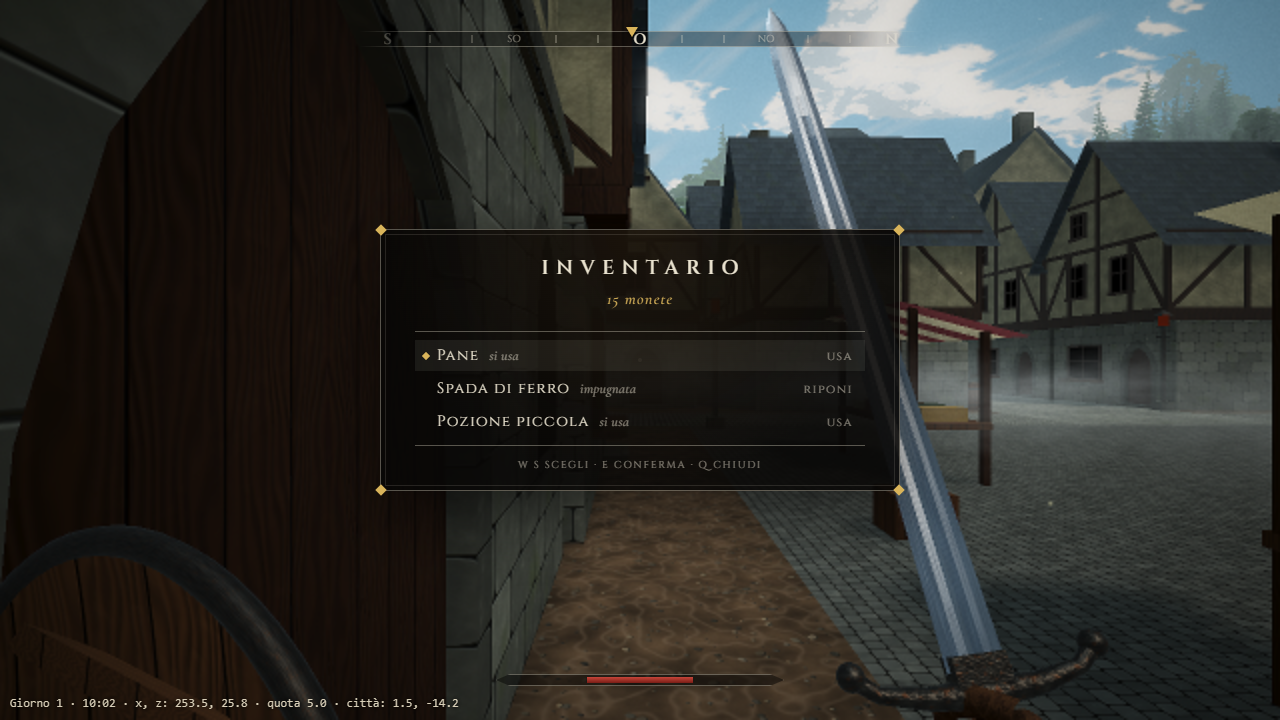 S SO O NO N
INVENTARIO
15 monete
PANE si usa USA
SPADA DI FERRO impugnata RIPONI
POZIONE PICCOLA si usa USA
W S SCEGLI · E CONFERMA · Q CHIUDI
Giorno 1 · 10:02 · x, z: 253.5, 25.8 · quota 5.0 · città: 1.5, -14.2